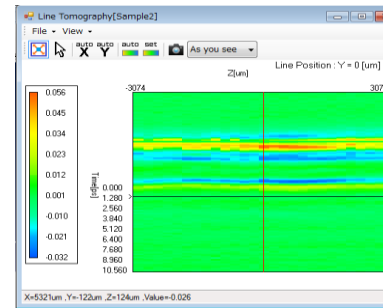 Line Tomography[Sample2]
File - View -
auto X auto Y auto set As you see
Line Position : Y = 0 [um]
Z[um]
-3074 307
0.056
0.045
0.034
0.023
0.012
0.001
-0.010
-0.021
-0.032
Time[ps]
0.000
1.280
2.560
3.840
5.120
6.400
7.680
8.960
10.560
X=5321um ,Y=-122um ,Z=124um ,Value=-0.026